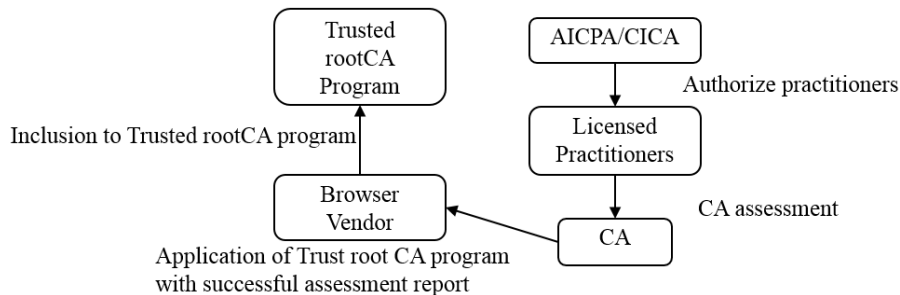 Trusted
rootCA
Program
AICPA/CICA
Authorize practitioners
Inclusion to Trusted rootCA program
Licensed
Practitioners
Browser
Vendor
CA assessment
CA
Application of Trust root CA program
with successful assessment report